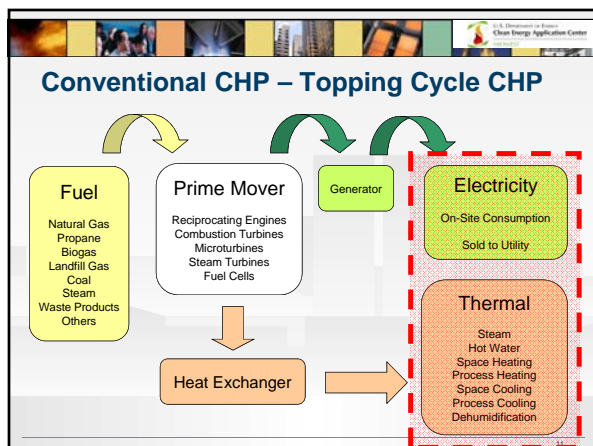 U.S. Department of Energy
Clean Energy Application Center
MIDWEST
Conventional CHP – Topping Cycle CHP
Fuel
Natural Gas
Propane
Biogas
Landfill Gas
Coal
Steam
Waste Products
Others
Prime Mover
Reciprocating Engines
Combustion Turbines
Microturbines
Steam Turbines
Fuel Cells
Generator
Electricity
On-Site Consumption
Sold to Utility
Heat Exchanger
Thermal
Steam
Hot Water
Space Heating
Process Heating
Space Cooling
Process Cooling
Dehumidification